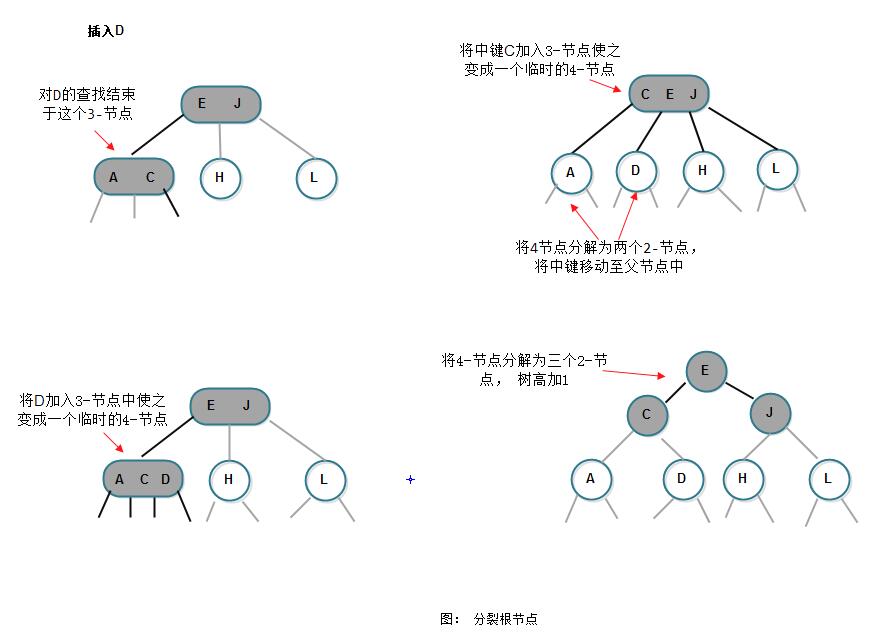 插入D
对D的查找结束
于这个3-节点
E J
A C
H
L
将D加入3-节点中使之
变成一个临时的4-节点
E J
A C D
H
L
将中键C加入3-节点使之
变成一个临时的4-节点
C E J
A
D
H
L
将4节点分解为两个2-节点，
将中键移动至父节点中
将4-节点分解为三个2-节
点， 树高加1
E
C
J
A
D
H
L
图： 分裂根节点